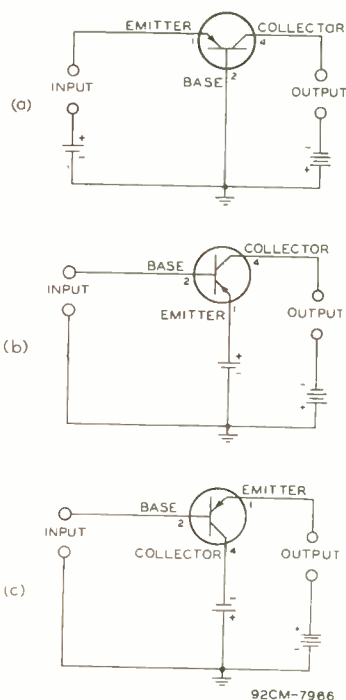 EMITTER COLLECTOR
1 4
2
BASE
INPUT OUTPUT
(a)
+ -
- +
COLLECTOR
4
BASE
2
INPUT
EMITTER 1
OUTPUT
(b)
+ -
- +
EMITTER
1
BASE
2
INPUT
COLLECTOR 4
OUTPUT
(c)
- +
+ -
92CM-7966